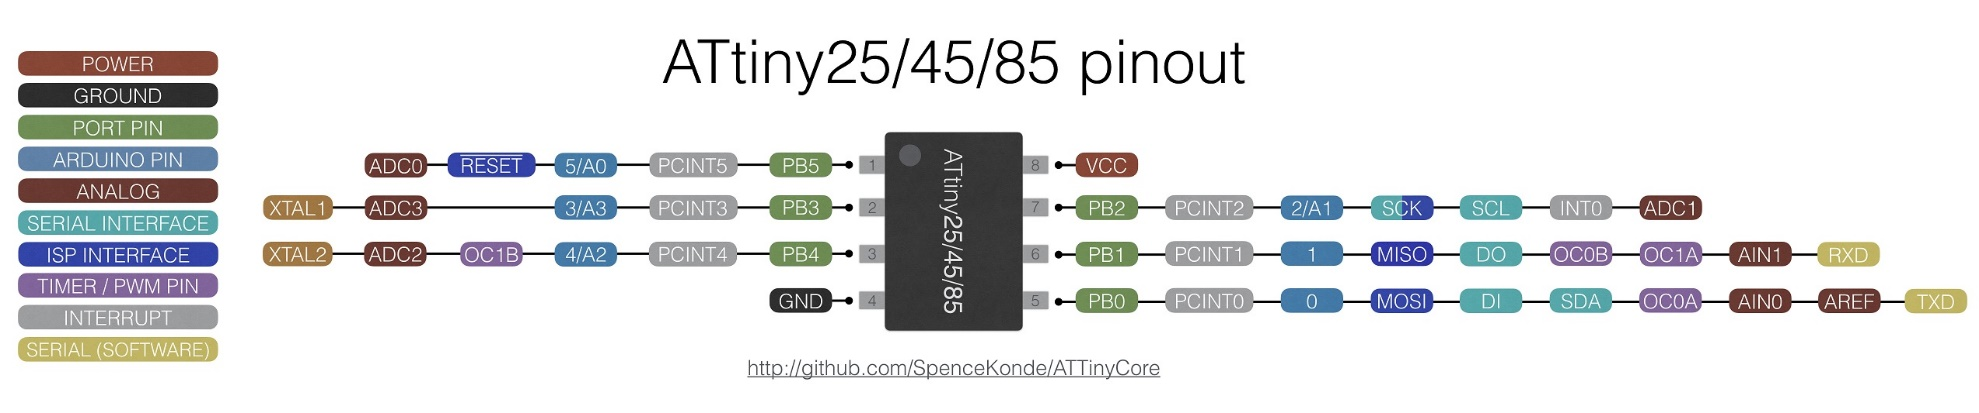 ATtiny25/45/85 pinout
POWER
GROUND
PORT PIN
ARDUINO PIN
ANALOG
SERIAL INTERFACE
ISP INTERFACE
TIMER / PWM PIN
INTERRUPT
SERIAL (SOFTWARE)
ADC0 RESET 5/A0 PCINT5 PB5 1
XTAL1 ADC3 3/A3 PCINT3 PB3 2
XTAL2 ADC2 OC1B 4/A2 PCINT4 PB4 3
GND 4
ATtiny25/45/85
8 VCC
7 PB2 PCINT2 2/A1 SCK SCL INT0 ADC1
6 PB1 PCINT1 1 MISO DO OC0B OC1A AIN1 RXD
5 PB0 PCINT0 0 MOSI DI SDA OC0A AIN0 AREF TXD
http://github.com/SpenceKonde/ATTinyCore